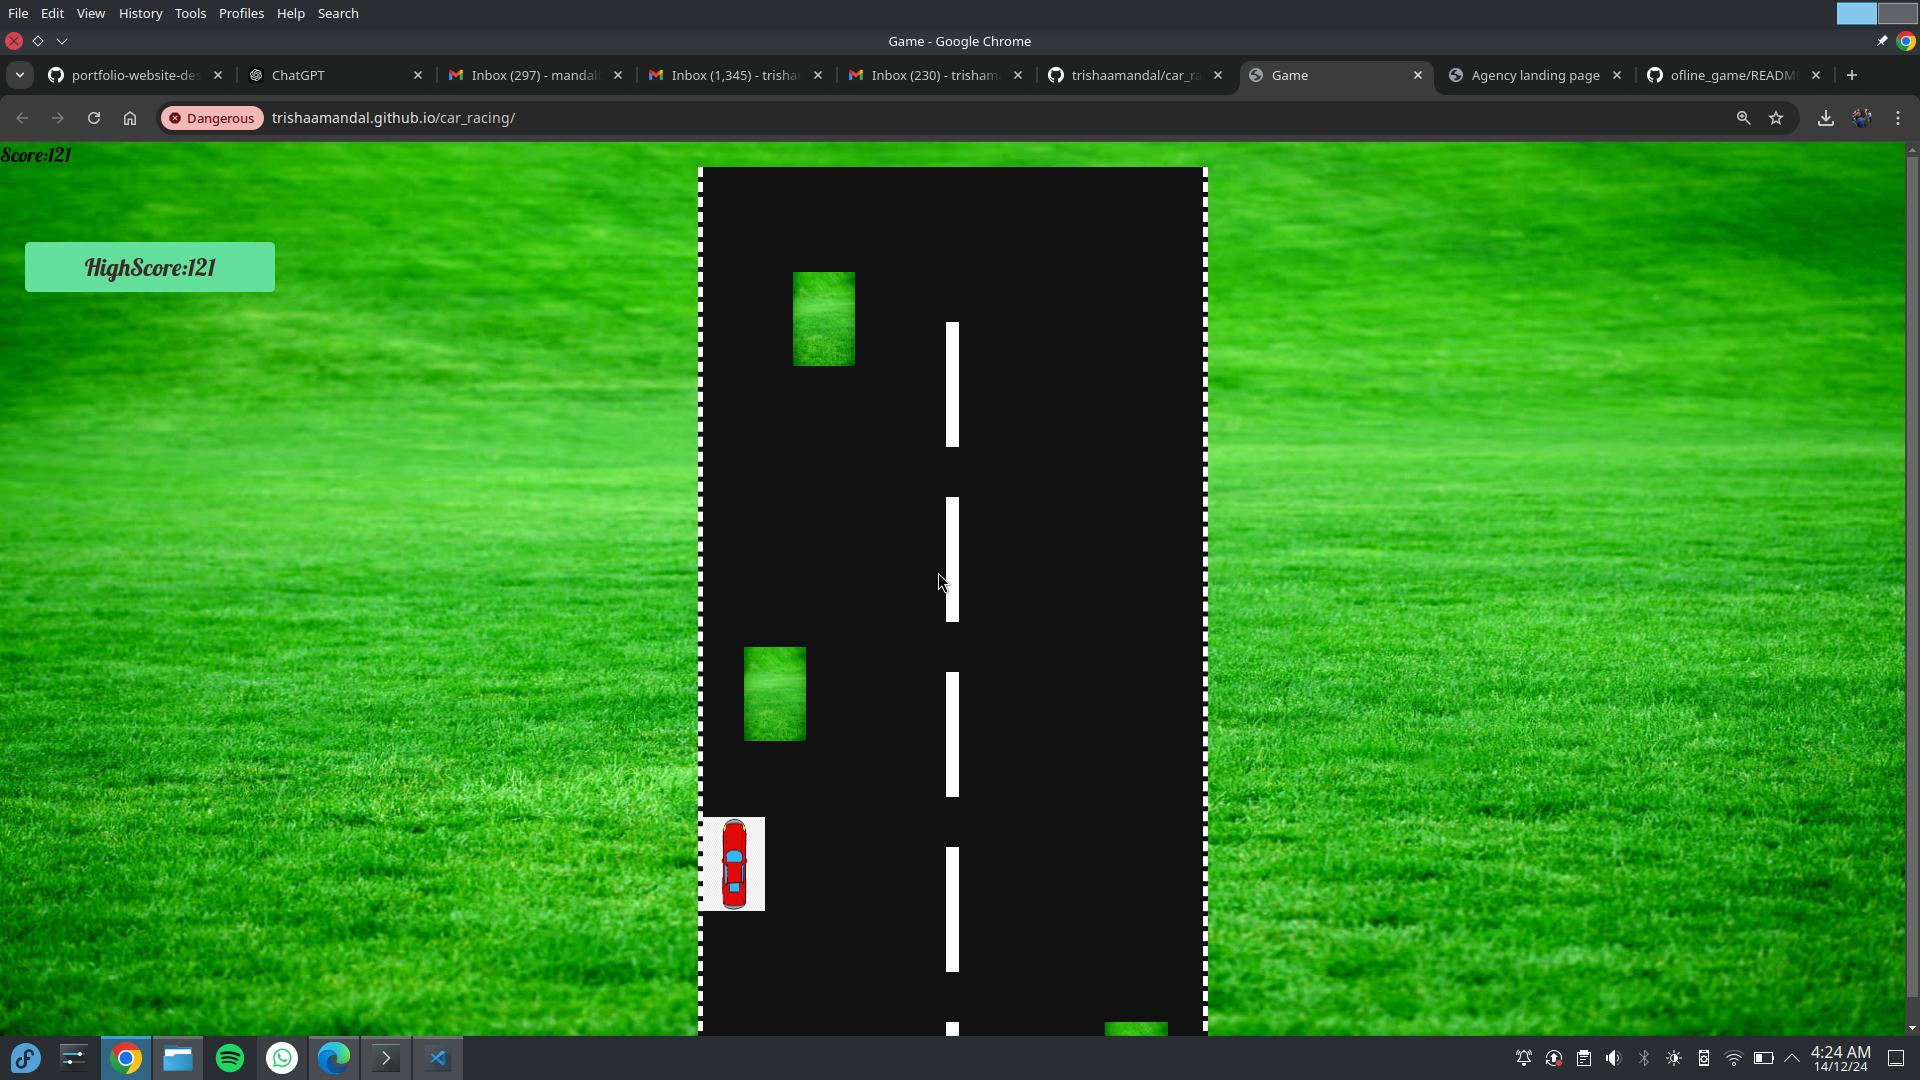 File Edit View History Tools Profiles Help Search
Game - Google Chrome
portfolio-website-des
ChatGPT
Inbox (297) - mandalt
Inbox (1,345) - trisha
Inbox (230) - trisham
trishaamandal/car_ra
Game
Agency landing page
ofline_game/READM
Dangerous
trishaamandal.github.io/car_racing/
Score:121
HighScore:121
4:24 AM
14/12/24